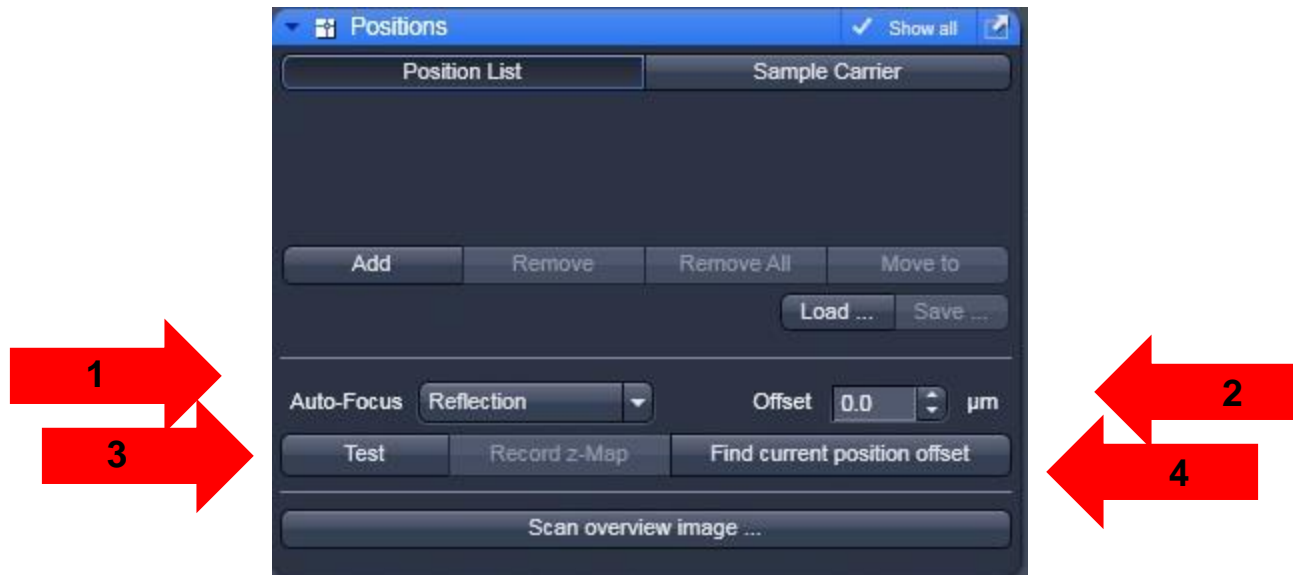 Positions Show all
Position List Sample Carrier
Add Remove Remove All Move to
Load ... Save ...
1
Auto-Focus Reflection Offset 0.0 µm
2
3
Test Record z-Map Find current position offset
4
Scan overview image ...